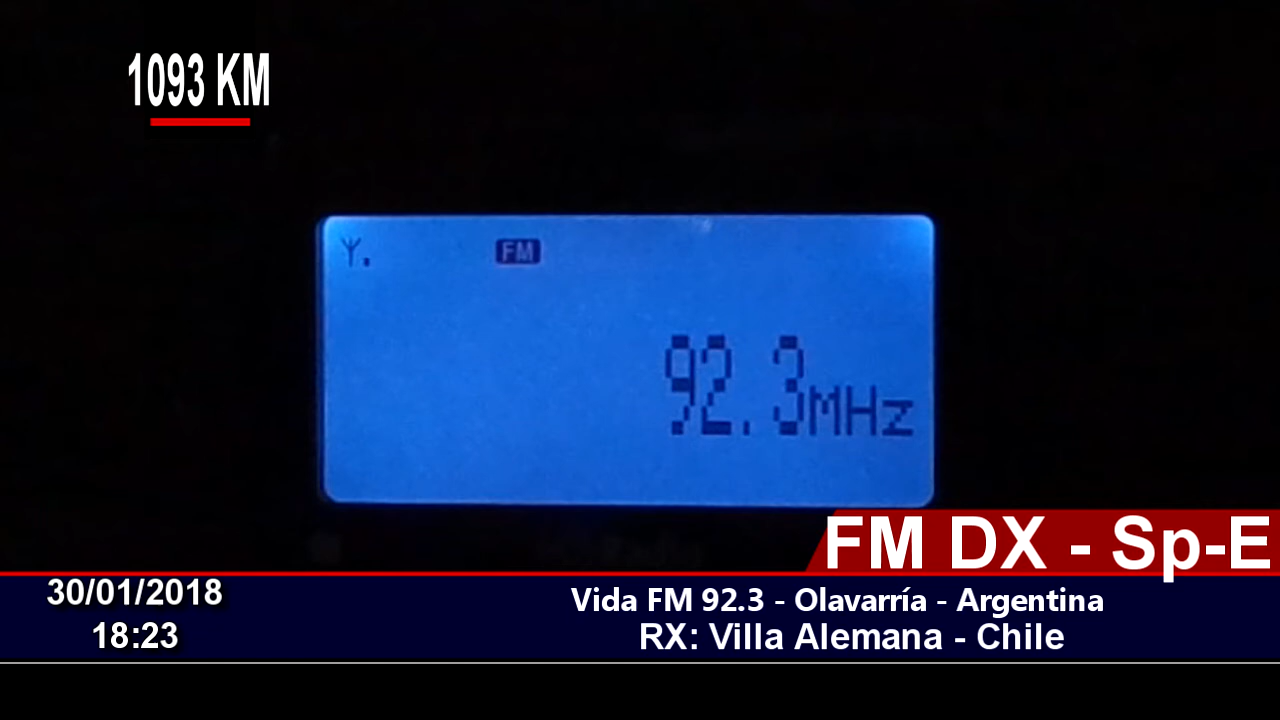 1093 KM
FM
92.3MHz
FM DX - Sp-E
30/01/2018
18:23
Vida FM 92.3 - Olavarría - Argentina
RX: Villa Alemana - Chile